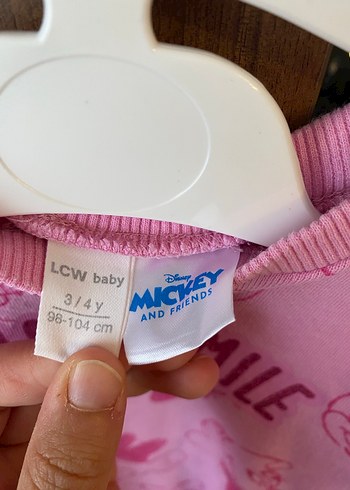 LCW baby
3/4 y
98-104 cm
Disney
MICKEY
AND FRIENDS
MILE